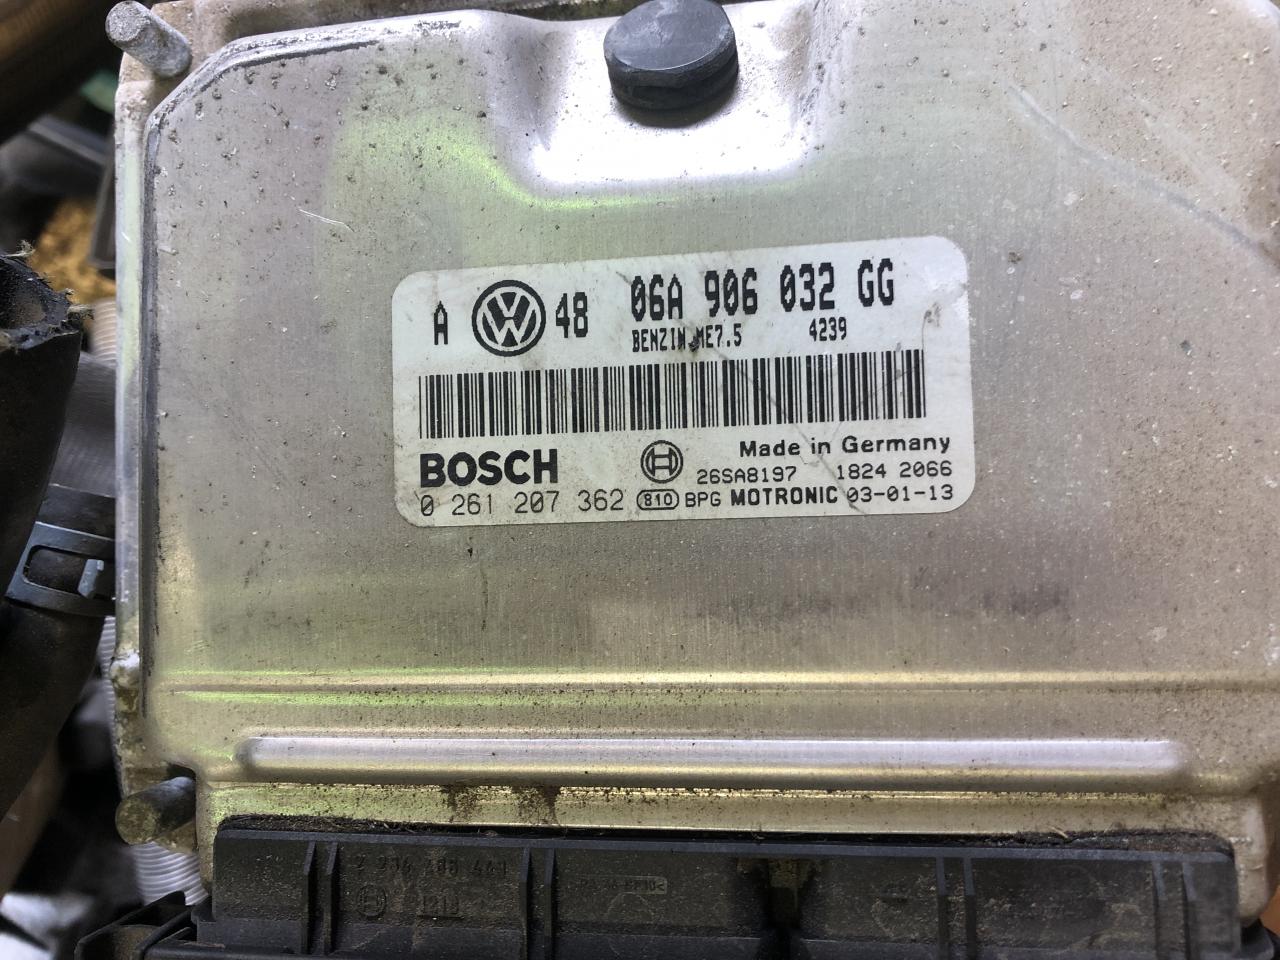 A VW 48 06A 906 032 GG
BENZIN ME7.5 4239
Made in Germany
BOSCH 26SA8197 1824 2066
0 261 207 362 810 BPG MOTRONIC 03-01-13